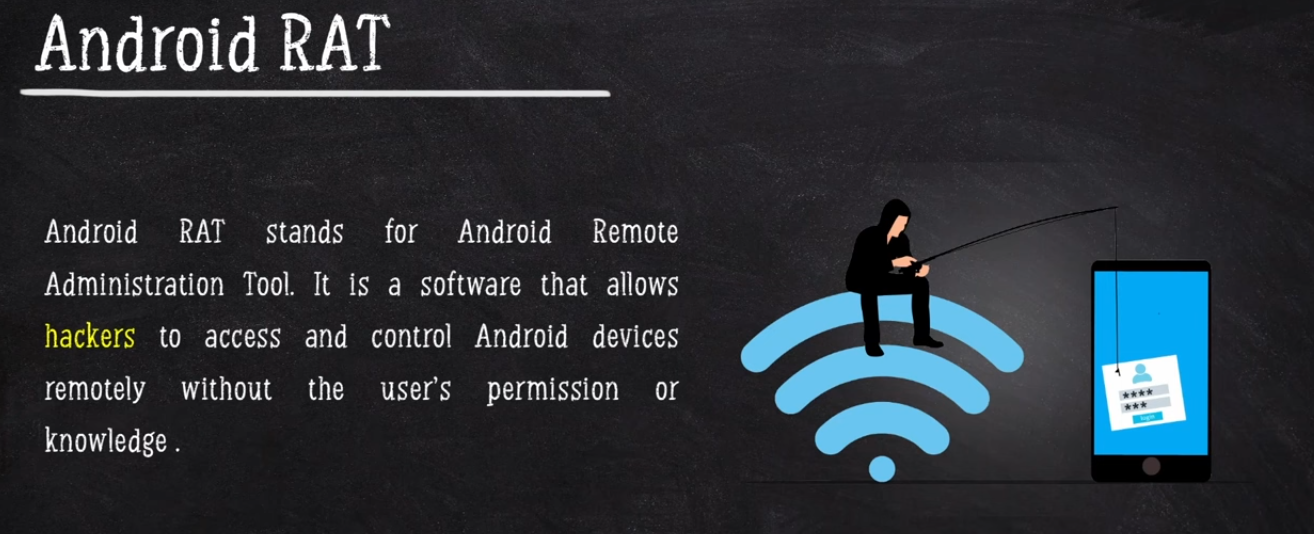 Android RAT
Android RAT stands for Android Remote
Administration Tool. It is a software that allows
hackers to access and control Android devices
remotely without the user's permission or
knowledge .
****
***
login